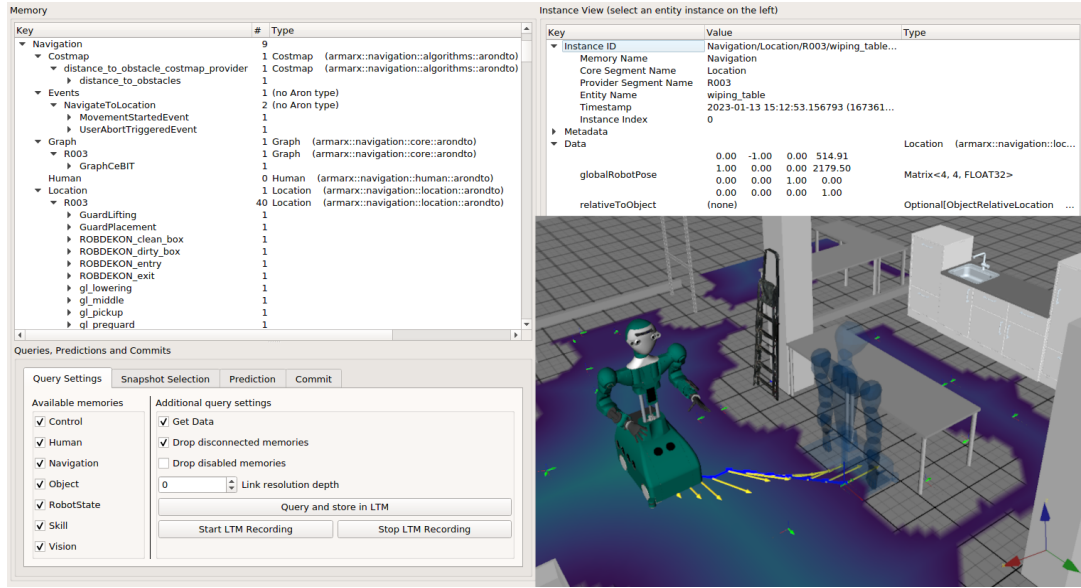 Memory
Key # Type
Navigation 9
Costmap 1 Costmap (armarx::navigation::algorithms::arondto)
distance_to_obstacle_costmap_provider 1 Costmap (armarx::navigation::algorithms::arondto)
distance_to_obstacles 1
Events 1 (no Aron type)
NavigateToLocation 2 (no Aron type)
MovementStartedEvent 1
UserAbortTriggeredEvent 1
Graph 1 Graph (armarx::navigation::core::arondto)
R003 1 Graph (armarx::navigation::core::arondto)
GraphCeBIT 1
Human 0 Human (armarx::navigation::human::arondto)
Location 1 Location (armarx::navigation::location::arondto)
R003 40 Location (armarx::navigation::location::arondto)
GuardLifting 1
GuardPlacement 1
ROBDEKON_clean_box 1
ROBDEKON_dirty_box 1
ROBDEKON_entry 1
ROBDEKON_exit 1
gl_lowering 1
gl_middle 1
gl_pickup 1
gl_preguard 1
Instance View (select an entity instance on the left)
Key Value Type
Instance ID Navigation/Location/R003/wiping_table...
Memory Name Navigation
Core Segment Name Location
Provider Segment Name R003
Entity Name wiping_table
Timestamp 2023-01-13 15:12:53.156793 (167361...
Instance Index 0
Metadata
Data Location (armarx::navigation::loc...
0.00 -1.00 0.00 514.91
1.00 0.00 0.00 2179.50
globalRobotPose Matrix<4, 4, FLOAT32>
0.00 0.00 1.00 0.00
0.00 0.00 0.00 1.00
relativeToObject (none) Optional[ObjectRelativeLocation ...
Queries, Predictions and Commits
Query Settings Snapshot Selection Prediction Commit
Available memories
Control
Human
Navigation
Object
RobotState
Skill
Vision
Additional query settings
Get Data
Drop disconnected memories
Drop disabled memories
0 Link resolution depth
Query and store in LTM
Start LTM Recording Stop LTM Recording